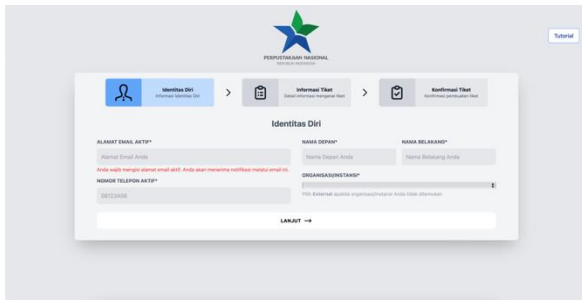 PERPUSTAKAAN NASIONAL
REPUBLIK INDONESIA
Tutorial
Identitas Diri
Informasi Identitas Diri
Informasi Tiket
Detail informasi mengenai tiket
Konfirmasi Tiket
Konfirmasi pembuatan tiket
Identitas Diri
ALAMAT EMAIL AKTIF*
NAMA DEPAN*
NAMA BELAKANG*
Alamat Email Anda
Nama Depan Anda
Nama Belakang Anda
Anda wajib mengisi alamat email aktif. Anda akan menerima notifikasi melalui email ini.
ORGANISASI/INSTANSI*
NOMOR TELEPON AKTIF*
Pilih External apabila organisasi/instansi Anda tidak ditemukan
08123456
LANJUT →